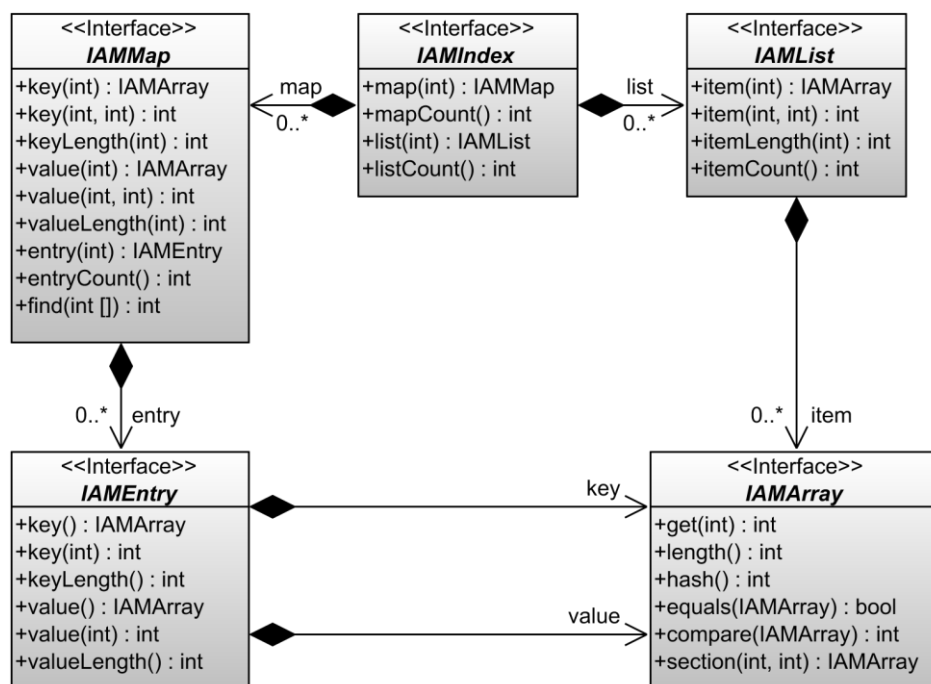 <<Interface>>
IAMMap
+key(int) : IAMArray
+key(int, int) : int
+keyLength(int) : int
+value(int) : IAMArray
+value(int, int) : int
+valueLength(int) : int
+entry(int) : IAMEntry
+entryCount() : int
+find(int []) : int
map
0..*
<<Interface>>
IAMIndex
+map(int) : IAMMap
+mapCount() : int
+list(int) : IAMList
+listCount() : int
list
0..*
<<Interface>>
IAMList
+item(int) : IAMArray
+item(int, int) : int
+itemLength(int) : int
+itemCount() : int
0..* entry
0..* item
<<Interface>>
IAMEntry
+key() : IAMArray
+key(int) : int
+keyLength() : int
+value() : IAMArray
+value(int) : int
+valueLength() : int
key
value
<<Interface>>
IAMArray
+get(int) : int
+length() : int
+hash() : int
+equals(IAMArray) : bool
+compare(IAMArray) : int
+section(int, int) : IAMArray